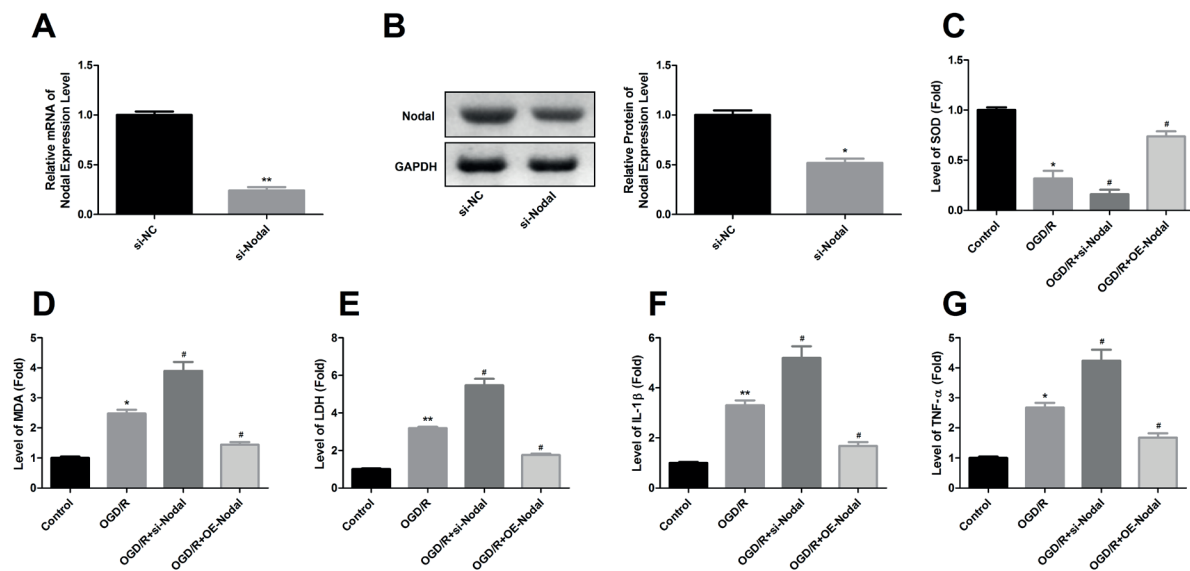 A
Relative mRNA of
Nodal Expression Level
1.5
1.0
0.5
0.0
**
si-NC
si-Nodal
B
Nodal
GAPDH
si-NC
si-Nodal
Relative Protein of
Nodal Expression Level
1.5
1.0
0.5
0.0
*
si-NC
si-Nodal
C
Level of SOD (Fold)
1.5
1.0
0.5
0.0
*
#
#
Control
OGD/R
OGD/R+si-Nodal
OGD/R+OE-Nodal
D
Level of MDA (Fold)
5
4
3
2
1
0
*
#
#
Control
OGD/R
OGD/R+si-Nodal
OGD/R+OE-Nodal
E
Level of LDH (Fold)
8
6
4
2
0
**
#
#
Control
OGD/R
OGD/R+si-Nodal
OGD/R+OE-Nodal
F
Level of IL-1β (Fold)
6
4
2
0
**
#
#
Control
OGD/R
OGD/R+si-Nodal
OGD/R+OE-Nodal
G
Level of TNF-α (Fold)
5
4
3
2
1
0
*
#
#
Control
OGD/R
OGD/R+si-Nodal
OGD/R+OE-Nodal